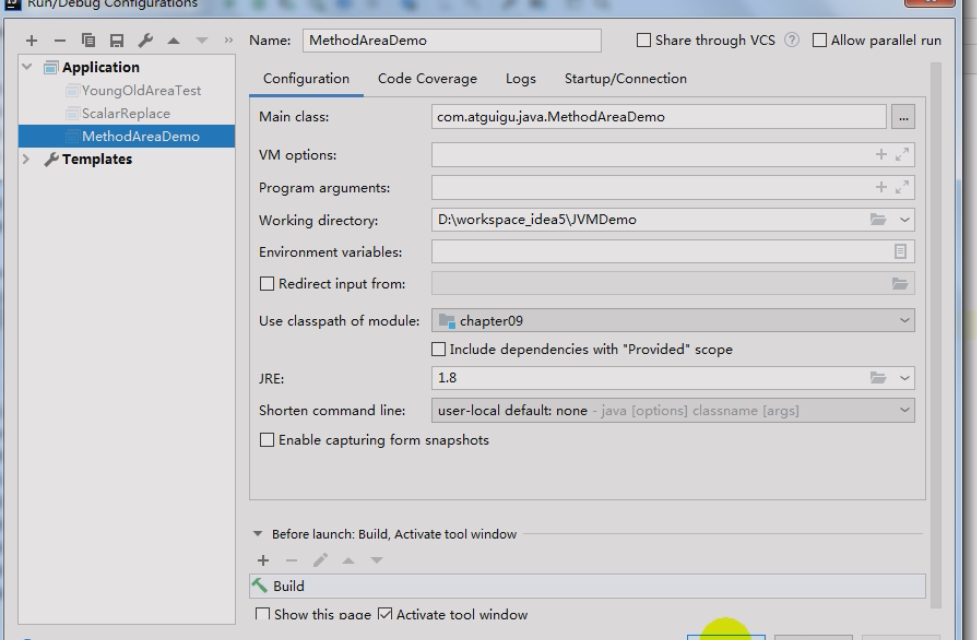 Run/Debug Configurations
Name: MethodAreaDemo
Share through VCS ? Allow parallel run
Application
YoungOldAreaTest
ScalarReplace
MethodAreaDemo
Templates
Configuration Code Coverage Logs Startup/Connection
Main class: com.atguigu.java.MethodAreaDemo ...
VM options:
Program arguments:
Working directory: D:\workspace_idea5\JVMDemo
Environment variables:
Redirect input from:
Use classpath of module: chapter09
Include dependencies with "Provided" scope
JRE: 1.8
Shorten command line: user-local default: none - java [options] classname [args]
Enable capturing form snapshots
Before launch: Build, Activate tool window
Build
Show this page Activate tool window